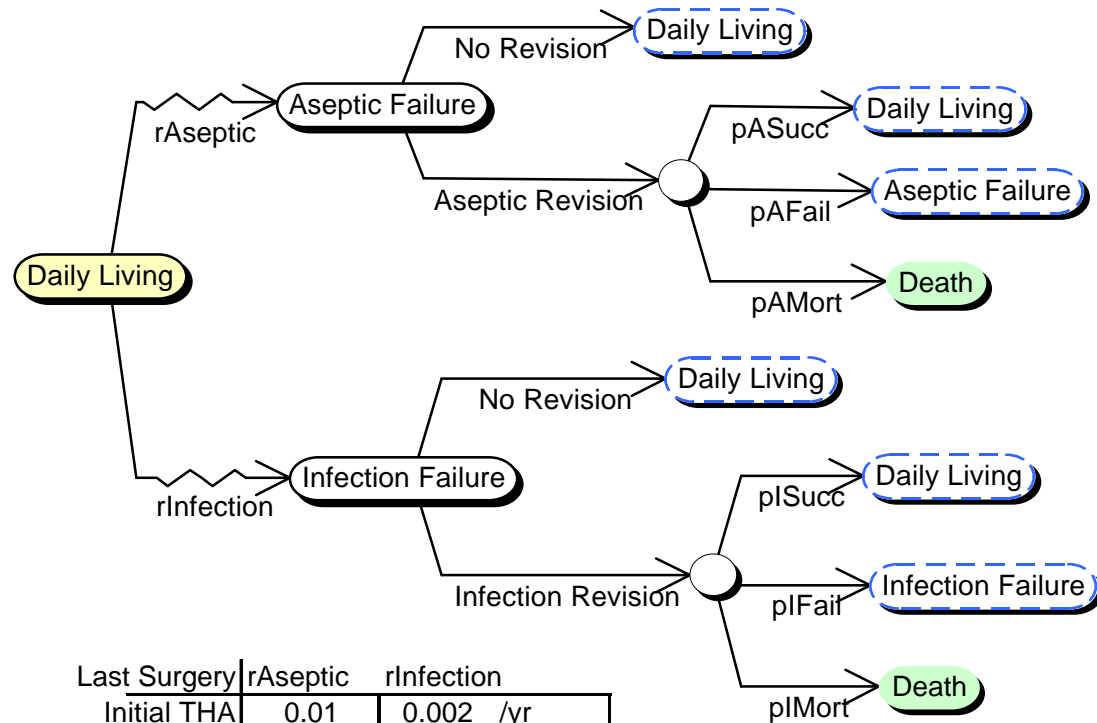 Daily Living
No Revision
Aseptic Failure
rAseptic
Daily Living
pASucc
Aseptic Revision
Aseptic Failure
pAFail
Daily Living
Death
pAMort
Daily Living
No Revision
Infection Failure
rInfection
Daily Living
pISucc
Infection Revision
Infection Failure
pIFail
Death
pIMort
Last Surgery rAseptic rInfection
Initial THA 0.01 0.002 /yr